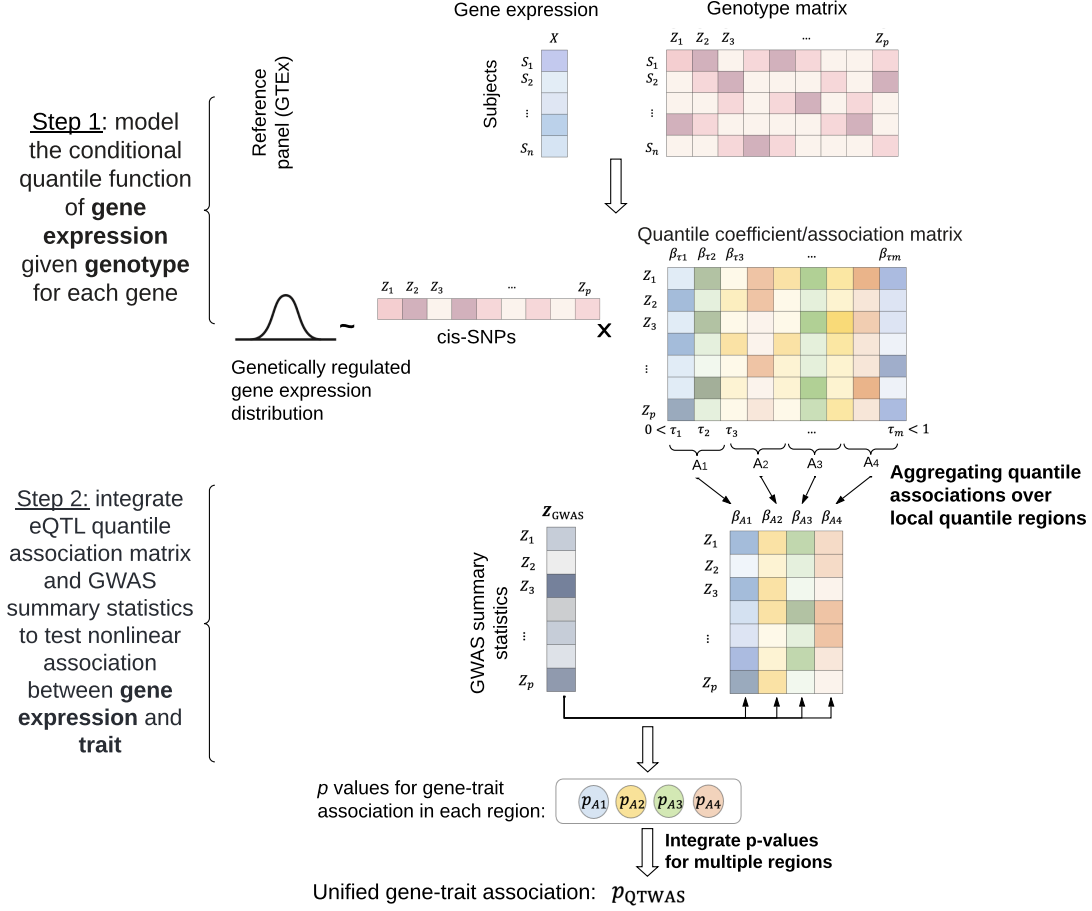 Gene expression
Genotype matrix
X
Z1 Z2 Z3 ... Zp
Subjects
S1
S2
...
Sn
S1
S2
...
Sn
Reference
panel (GTEx)
Step 1: model
the conditional
quantile function
of gene
expression
given genotype
for each gene
Quantile coefficient/association matrix
βτ1 βτ2 βτ3 ... βτm
Z1
Z2
Z3
...
Zp
Z1 Z2 Z3 ... Zp
~
cis-SNPs
×
Genetically regulated
gene expression
distribution
0 < τ1 τ2 τ3 ... τm < 1
A1 A2 A3 A4
Aggregating quantile
associations over
local quantile regions
Step 2: integrate
eQTL quantile
association matrix
and GWAS
summary statistics
to test nonlinear
association
between gene
expression and
trait
zGWAS
Z1
Z2
Z3
...
Zp
GWAS summary
statistics
βA1 βA2 βA3 βA4
Z1
Z2
Z3
...
Zp
p values for gene-trait
association in each region:
pA1 pA2 pA3 pA4
Integrate p-values
for multiple regions
Unified gene-trait association: pQTWAS